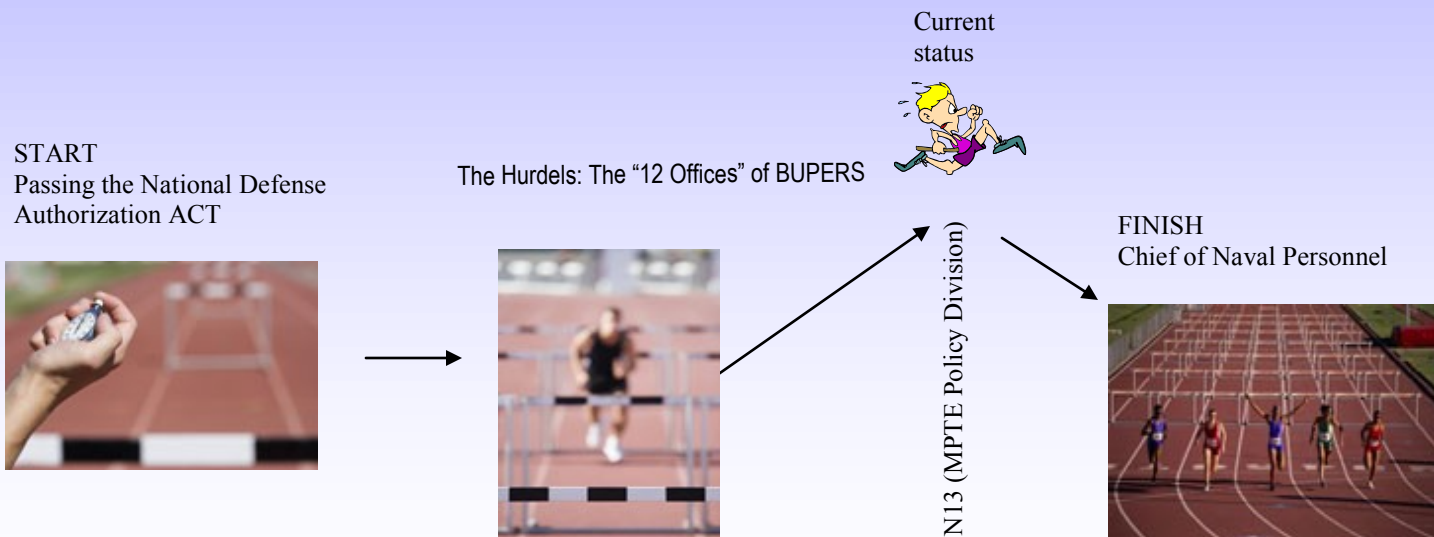 START
Passing the National Defense
Authorization ACT
The Hurdels: The “12 Offices” of BUPERS
Current
status
N13 (MPTE Policy Division)
FINISH
Chief of Naval Personnel